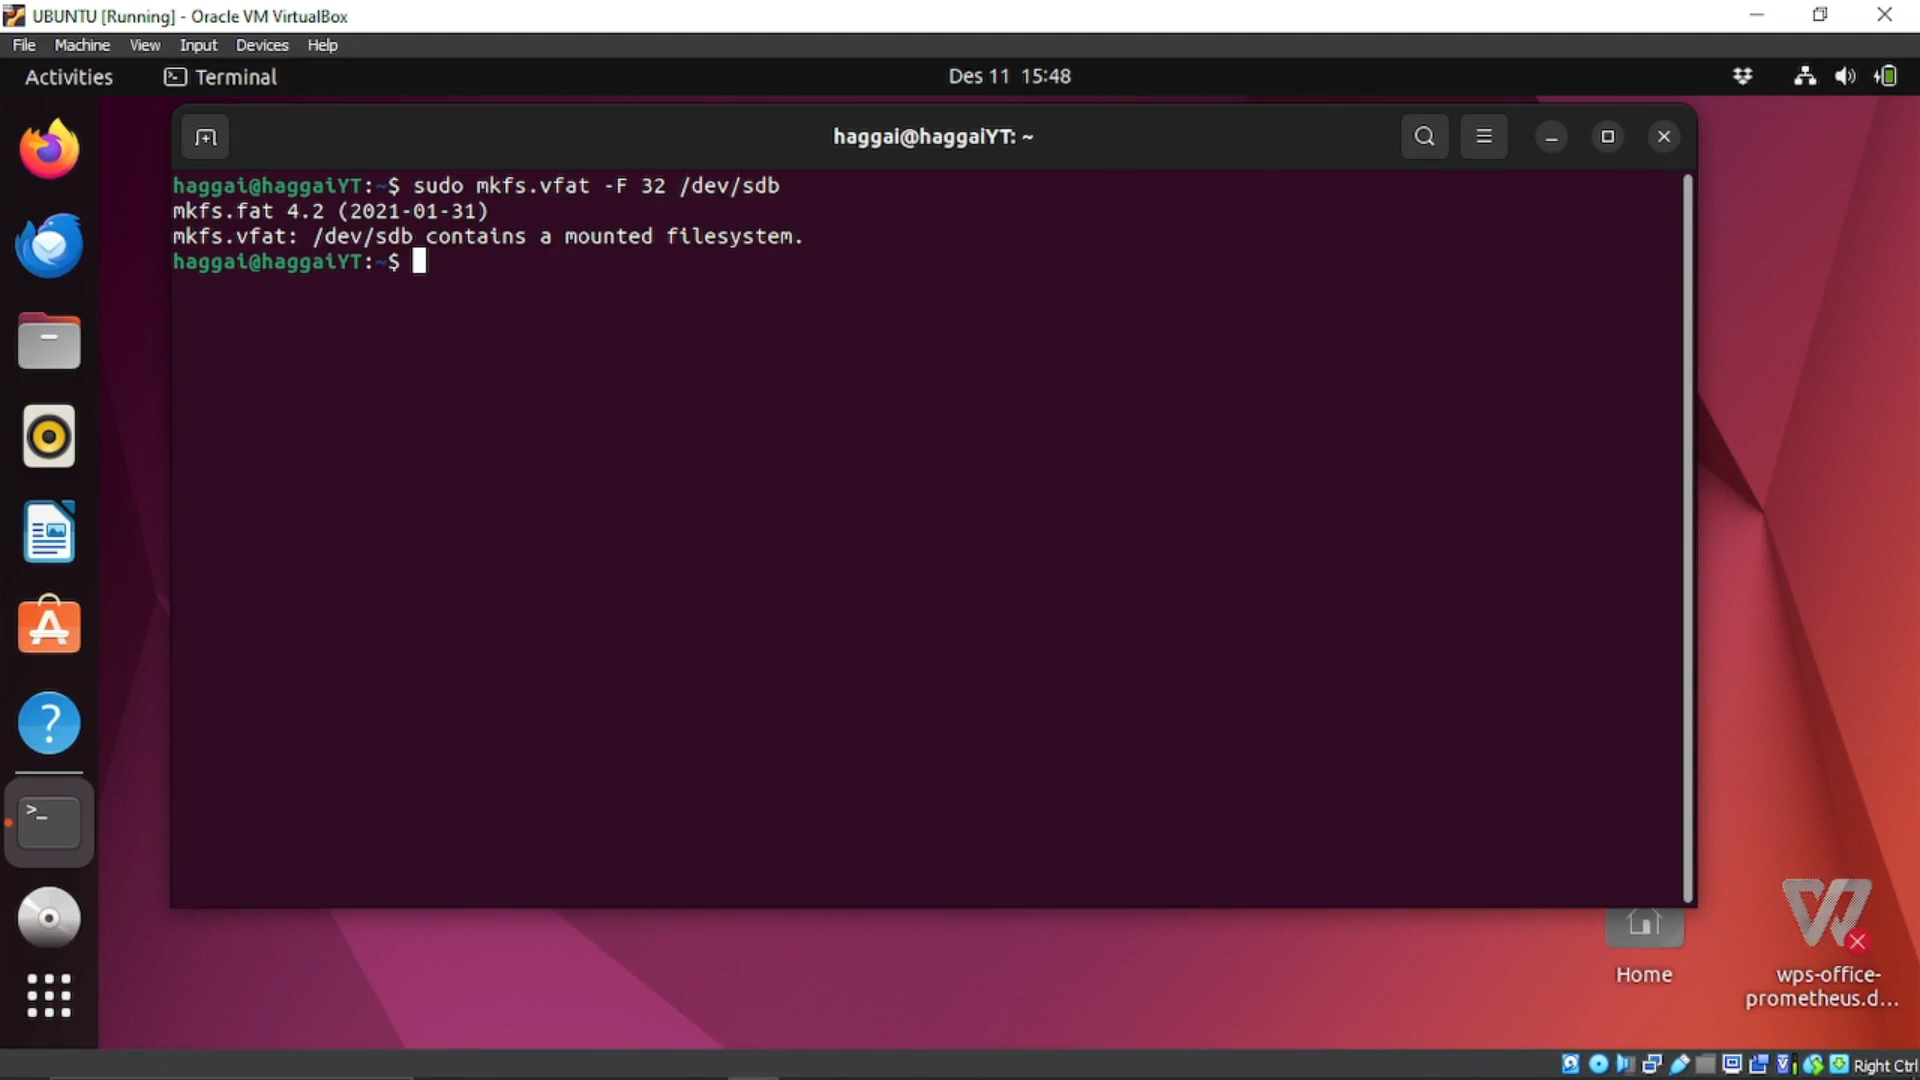 UBUNTU [Running] - Oracle VM VirtualBox
File Machine View Input Devices Help
Activities Terminal Des 11 15:48
haggai@haggaiYT: ~
haggai@haggaiYT:~$ sudo mkfs.vfat -F 32 /dev/sdb
mkfs.fat 4.2 (2021-01-31)
mkfs.vfat: /dev/sdb contains a mounted filesystem.
haggai@haggaiYT:~$
Home
wps-office-
prometheus.d...
Right Ctrl